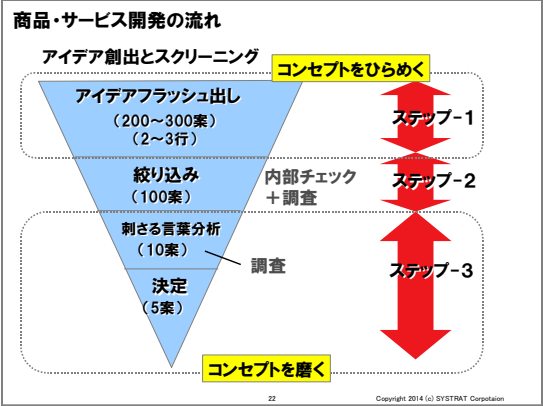 商品・サービス開発の流れ
アイデア創出とスクリーニング
コンセプトをひらめく
アイデアフラッシュ出し
（200～300案）
（2～3行）
ステップ-1
絞り込み
（100案）
内部チェック
＋調査
ステップ-2
刺さる言葉分析
（10案）
調査
ステップ-3
決定
（5案）
コンセプトを磨く
22
Copyright 2014 (c) SYSTRAT Corpotaion